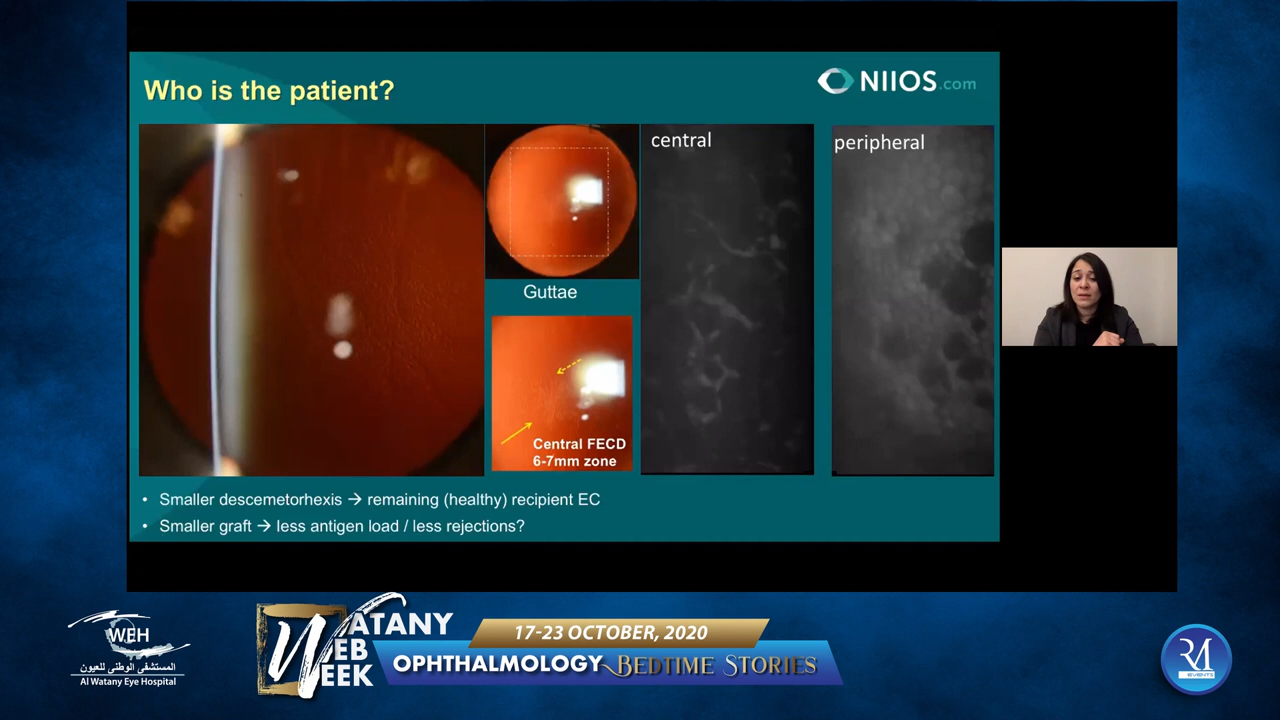 Who is the patient?
NIIOS.com
central
peripheral
Guttae
Central FECD
6-7mm zone
• Smaller descemetorhexis → remaining (healthy) recipient EC
• Smaller graft → less antigen load / less rejections?
WEH
المستشفى الوطني للعيون
Al Watany Eye Hospital
WATANY
WEB
WEEK
17-23 OCTOBER, 2020
OPHTHALMOLOGY BEDTIME STORIES
RM
EVENTS